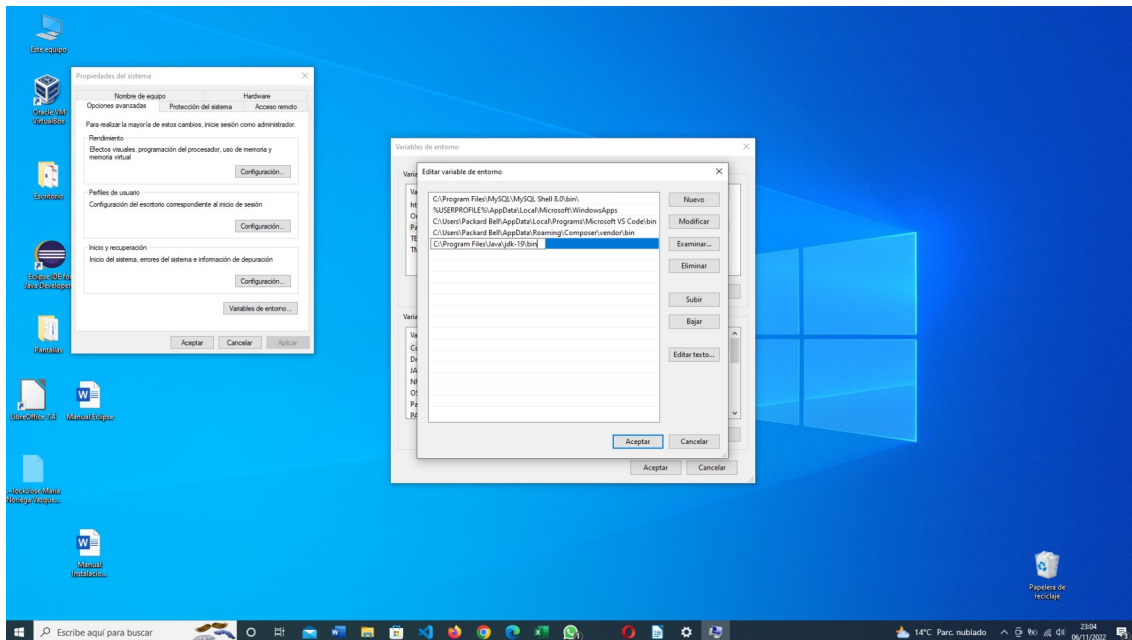 Este equipo
Oracle VM
VirtualBox
Escritorio
Eclipse IDE for
Java Developer
Pantallas
LibreOffice 7.4
Manual Eclipse
Manual
Instalacio...
Papelera de
reciclaje
Propiedades del sistema
Nombre de equipo
Hardware
Opciones avanzadas
Protección del sistema
Acceso remoto
Para realizar la mayoría de estos cambios, inicie sesión como administrador.
Rendimiento
Efectos visuales, programación del procesador, uso de memoria y
memoria virtual
Configuración...
Perfiles de usuario
Configuración del escritorio correspondiente al inicio de sesión
Configuración...
Inicio y recuperación
Inicio del sistema, errores del sistema e información de depuración
Configuración...
Variables de entorno...
Aceptar
Cancelar
Aplicar
Variables de entorno
Editar variable de entorno
C:\Program Files\MySQL\MySQL Shell 8.0\bin\
%USERPROFILE%\AppData\Local\Microsoft\WindowsApps
C:\Users\Packard Bell\AppData\Local\Programs\Microsoft VS Code\bin
C:\Users\Packard Bell\AppData\Roaming\Composer\vendor\bin
C:\Program Files\Java\jdk-19\bin
Nuevo
Modificar
Examinar...
Eliminar
Subir
Bajar
Editar texto...
Aceptar
Cancelar
Aceptar
Cancelar
Escribe aquí para buscar
14°C Parc. nublado
23:04
06/11/2022